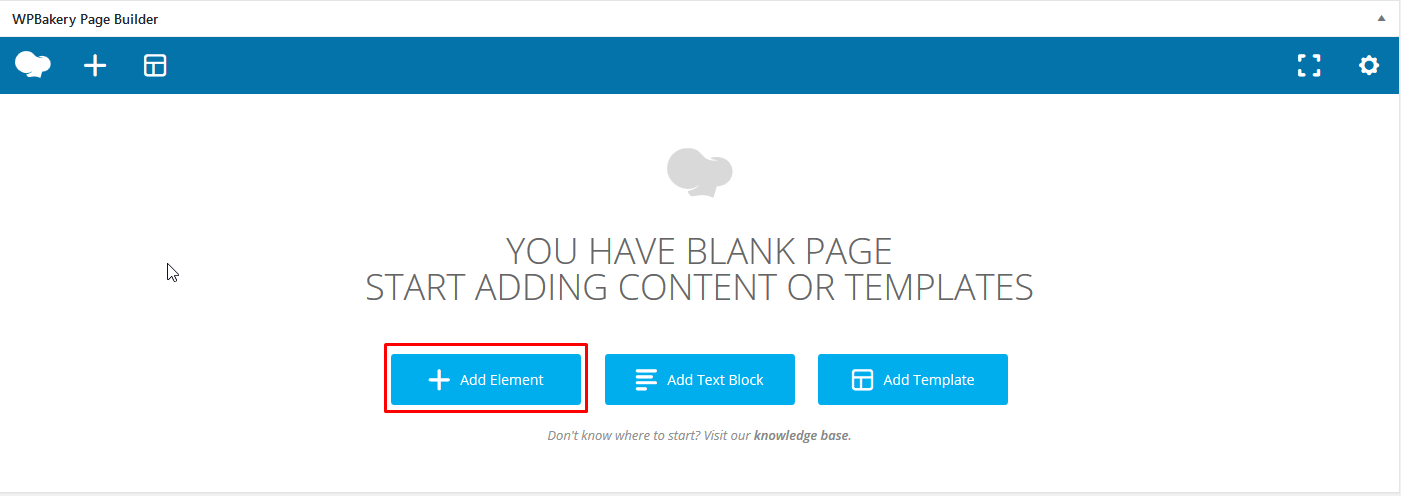 WPBakery Page Builder
YOU HAVE BLANK PAGE
START ADDING CONTENT OR TEMPLATES
Add Element
Add Text Block
Add Template
Don't know where to start? Visit our knowledge base.